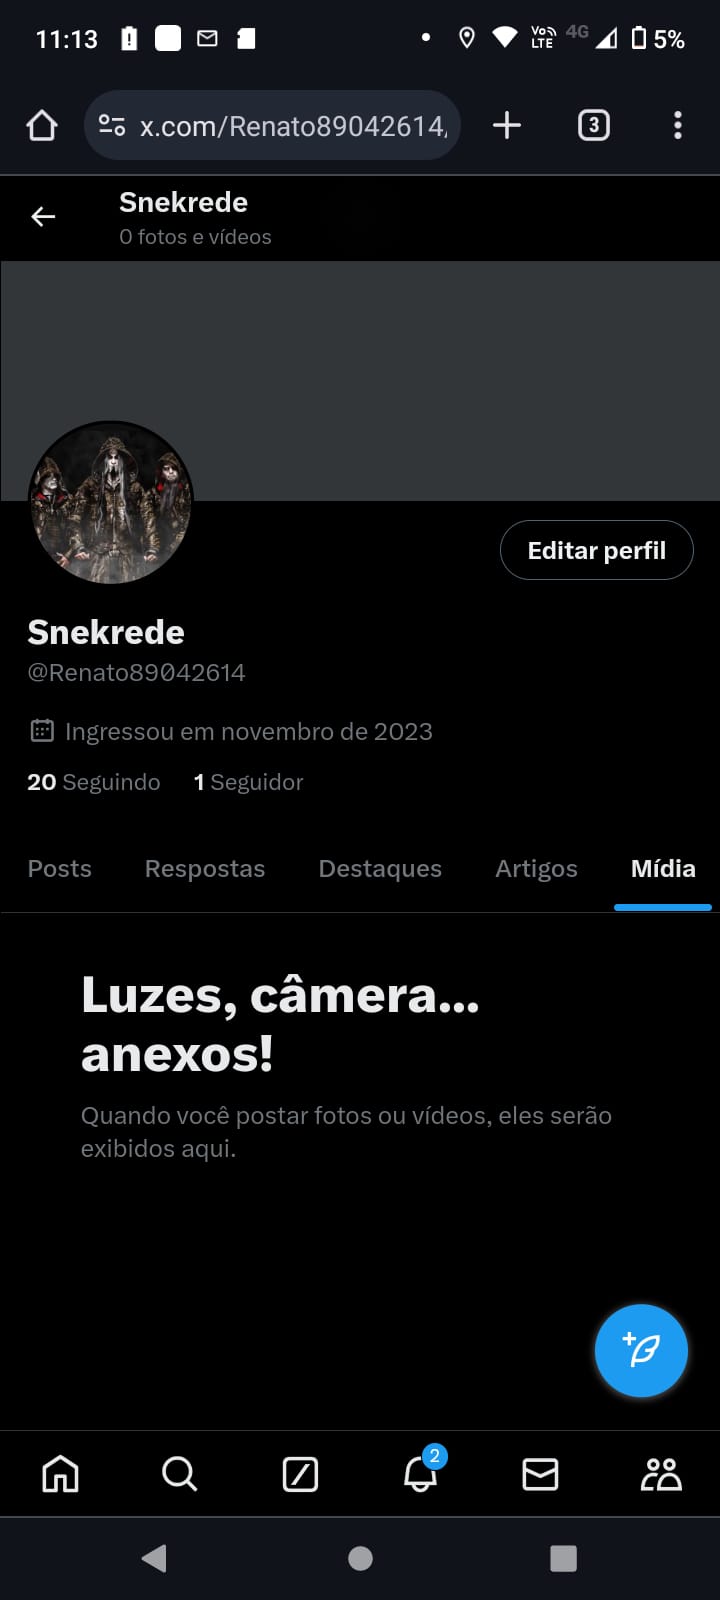 11:13
Vo LTE 4G 5%
x.com/Renato89042614/
3
Snekrede
0 fotos e vídeos
Editar perfil
Snekrede
@Renato89042614
Ingressou em novembro de 2023
20 Seguindo 1 Seguidor
Posts Respostas Destaques Artigos Mídia
Luzes, câmera...
anexos!
Quando você postar fotos ou vídeos, eles serão
exibidos aqui.
2